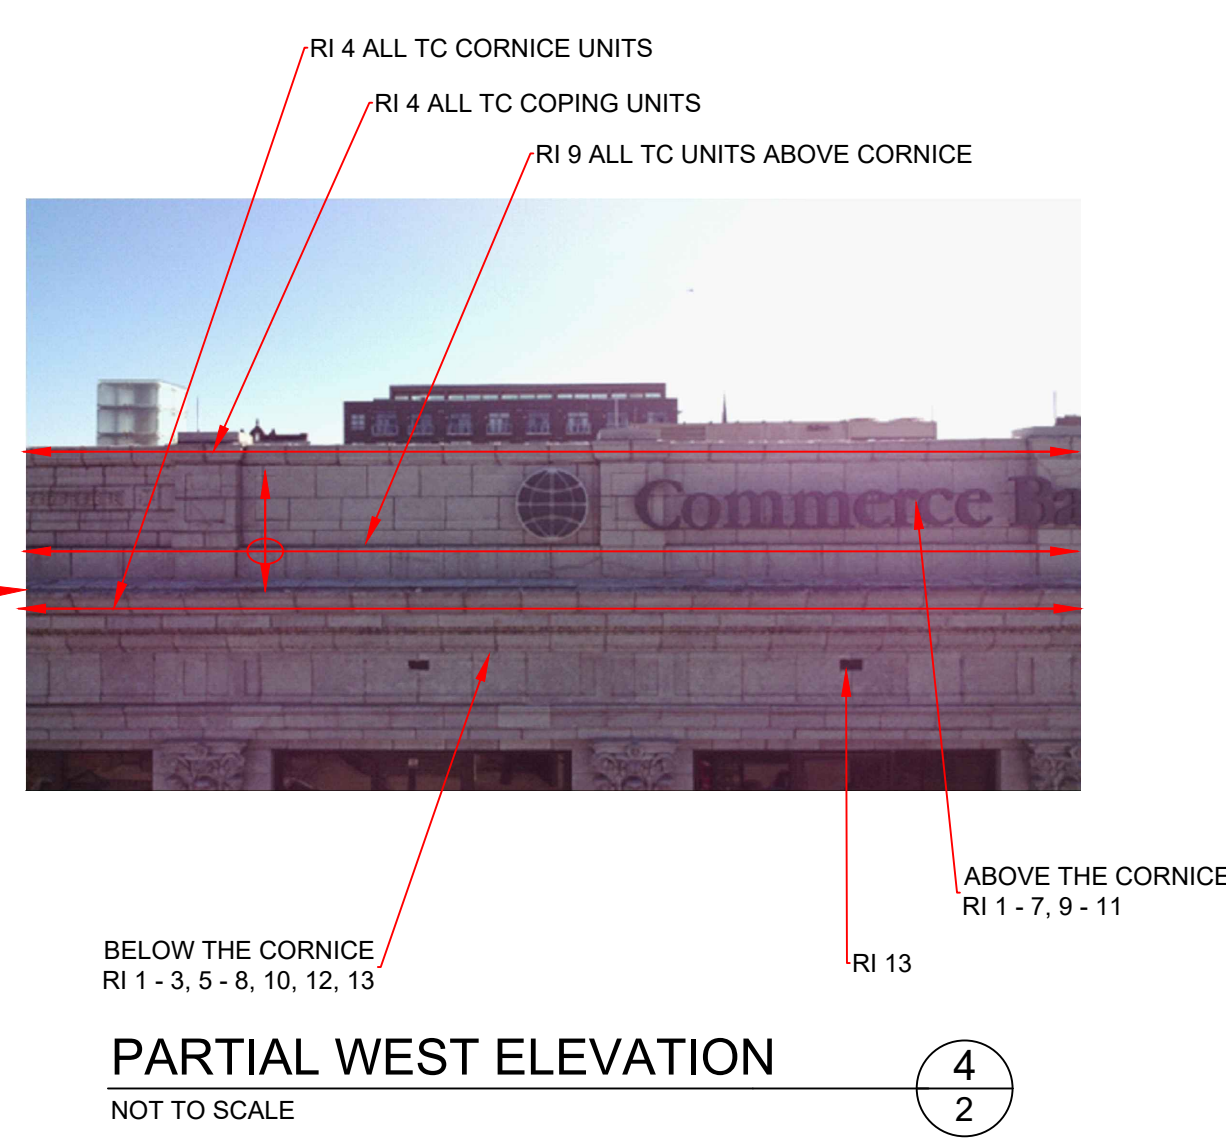 RI 4 ALL TC CORNICE UNITS
RI 4 ALL TC COPING UNITS
RI 9 ALL TC UNITS ABOVE CORNICE
Commerce Ba
ABOVE THE CORNICE
RI 1 - 7, 9 - 11
BELOW THE CORNICE
RI 1 - 3, 5 - 8, 10, 12, 13
RI 13
PARTIAL WEST ELEVATION
NOT TO SCALE
4
2